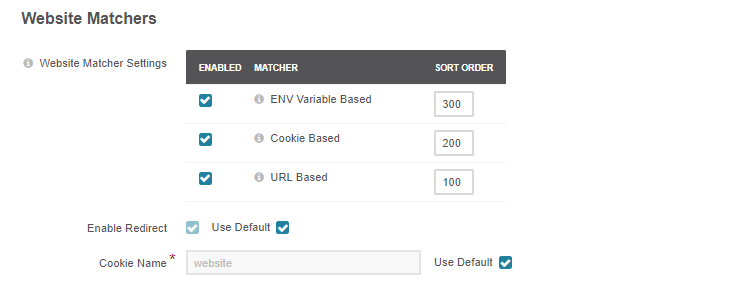 Website Matchers
Website Matcher Settings
ENABLED MATCHER SORT ORDER
ENV Variable Based 300
Cookie Based 200
URL Based 100
Enable Redirect Use Default
Cookie Name * website Use Default